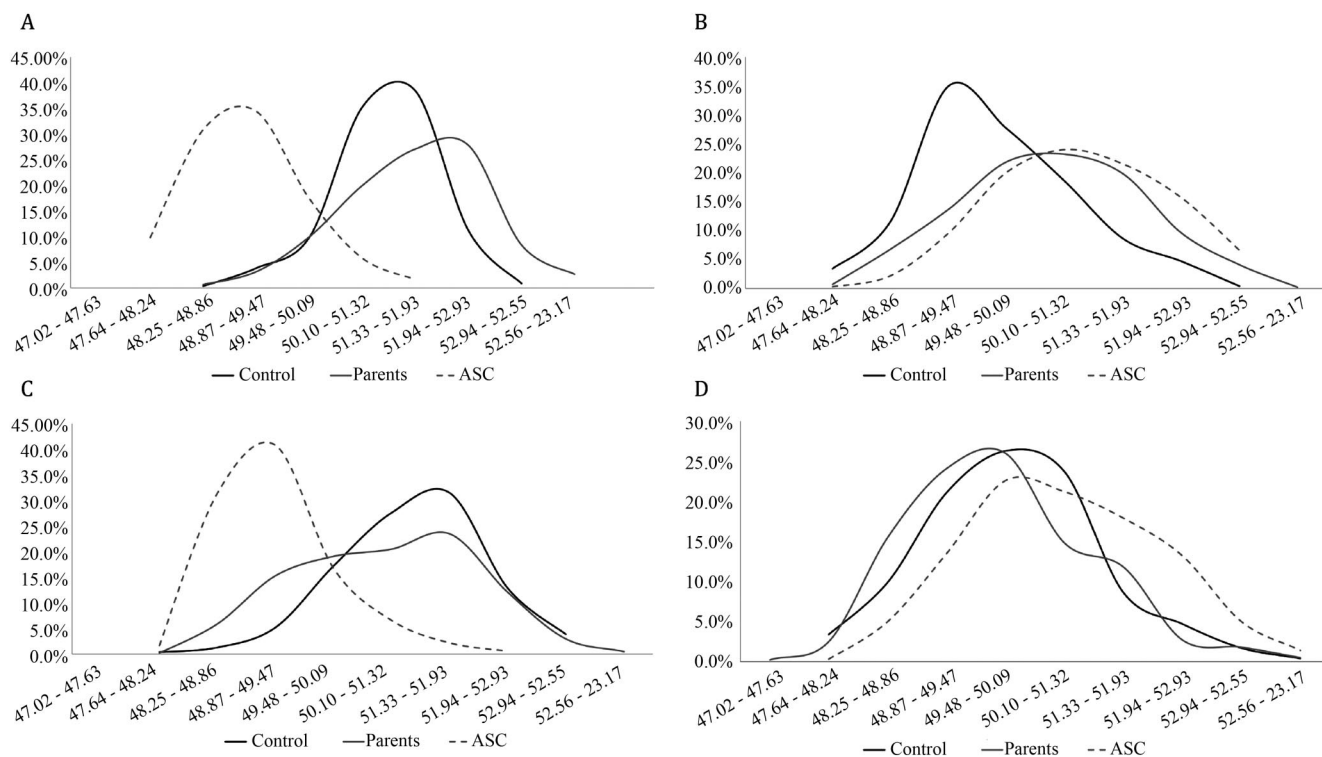 A
45.00%
40.0%
35.0%
30.0%
25.0%
20.0%
15.0%
10.0%
5.0%
0.0%
47.02 - 47.63
47.64 - 48.24
48.25 - 48.86
48.87 - 49.47
49.48 - 50.09
50.10 - 51.32
51.33 - 51.93
51.94 - 52.93
52.94 - 52.55
52.56 - 23.17
Control Parents ASC
B
40.0%
35.0%
30.0%
25.0%
20.0%
15.0%
10.0%
5.0%
0.0%
47.02 - 47.63
47.64 - 48.24
48.25 - 48.86
48.87 - 49.47
49.48 - 50.09
50.10 - 51.32
51.33 - 51.93
51.94 - 52.93
52.94 - 52.55
52.56 - 23.17
Control Parents ASC
C
45.00%
40.0%
35.0%
30.0%
25.0%
20.0%
15.0%
10.0%
5.0%
0.0%
47.02 - 47.63
47.64 - 48.24
48.25 - 48.86
48.87 - 49.47
49.48 - 50.09
50.10 - 51.32
51.33 - 51.93
51.94 - 52.93
52.94 - 52.55
52.56 - 23.17
Control Parents ASC
D
30.0%
25.0%
20.0%
15.0%
10.0%
5.0%
0.0%
47.02 - 47.63
47.64 - 48.24
48.25 - 48.86
48.87 - 49.47
49.48 - 50.09
50.10 - 51.32
51.33 - 51.93
51.94 - 52.93
52.94 - 52.55
52.56 - 23.17
Control Parents ASC